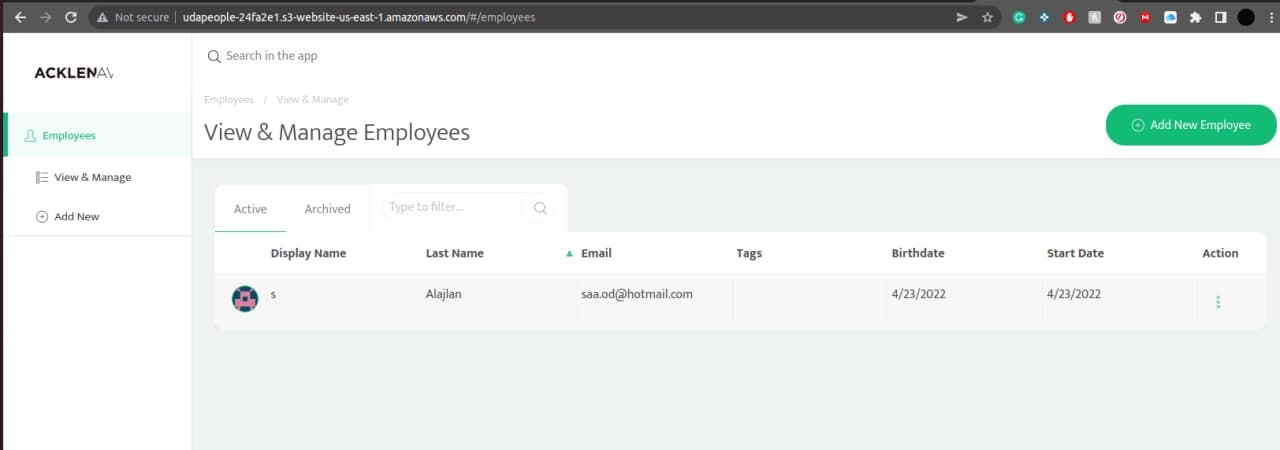 Not secure udapeople-24fa2e1.s3-website-us-east-1.amazonaws.com/#/employees
ACKLENAV
Search in the app
Employees / View & Manage
View & Manage Employees
Add New Employee
Employees
View & Manage
Add New
Active Archived Type to filter...
Display Name Last Name Email Tags Birthdate Start Date Action
s Alajlan saa.od@hotmail.com 4/23/2022 4/23/2022